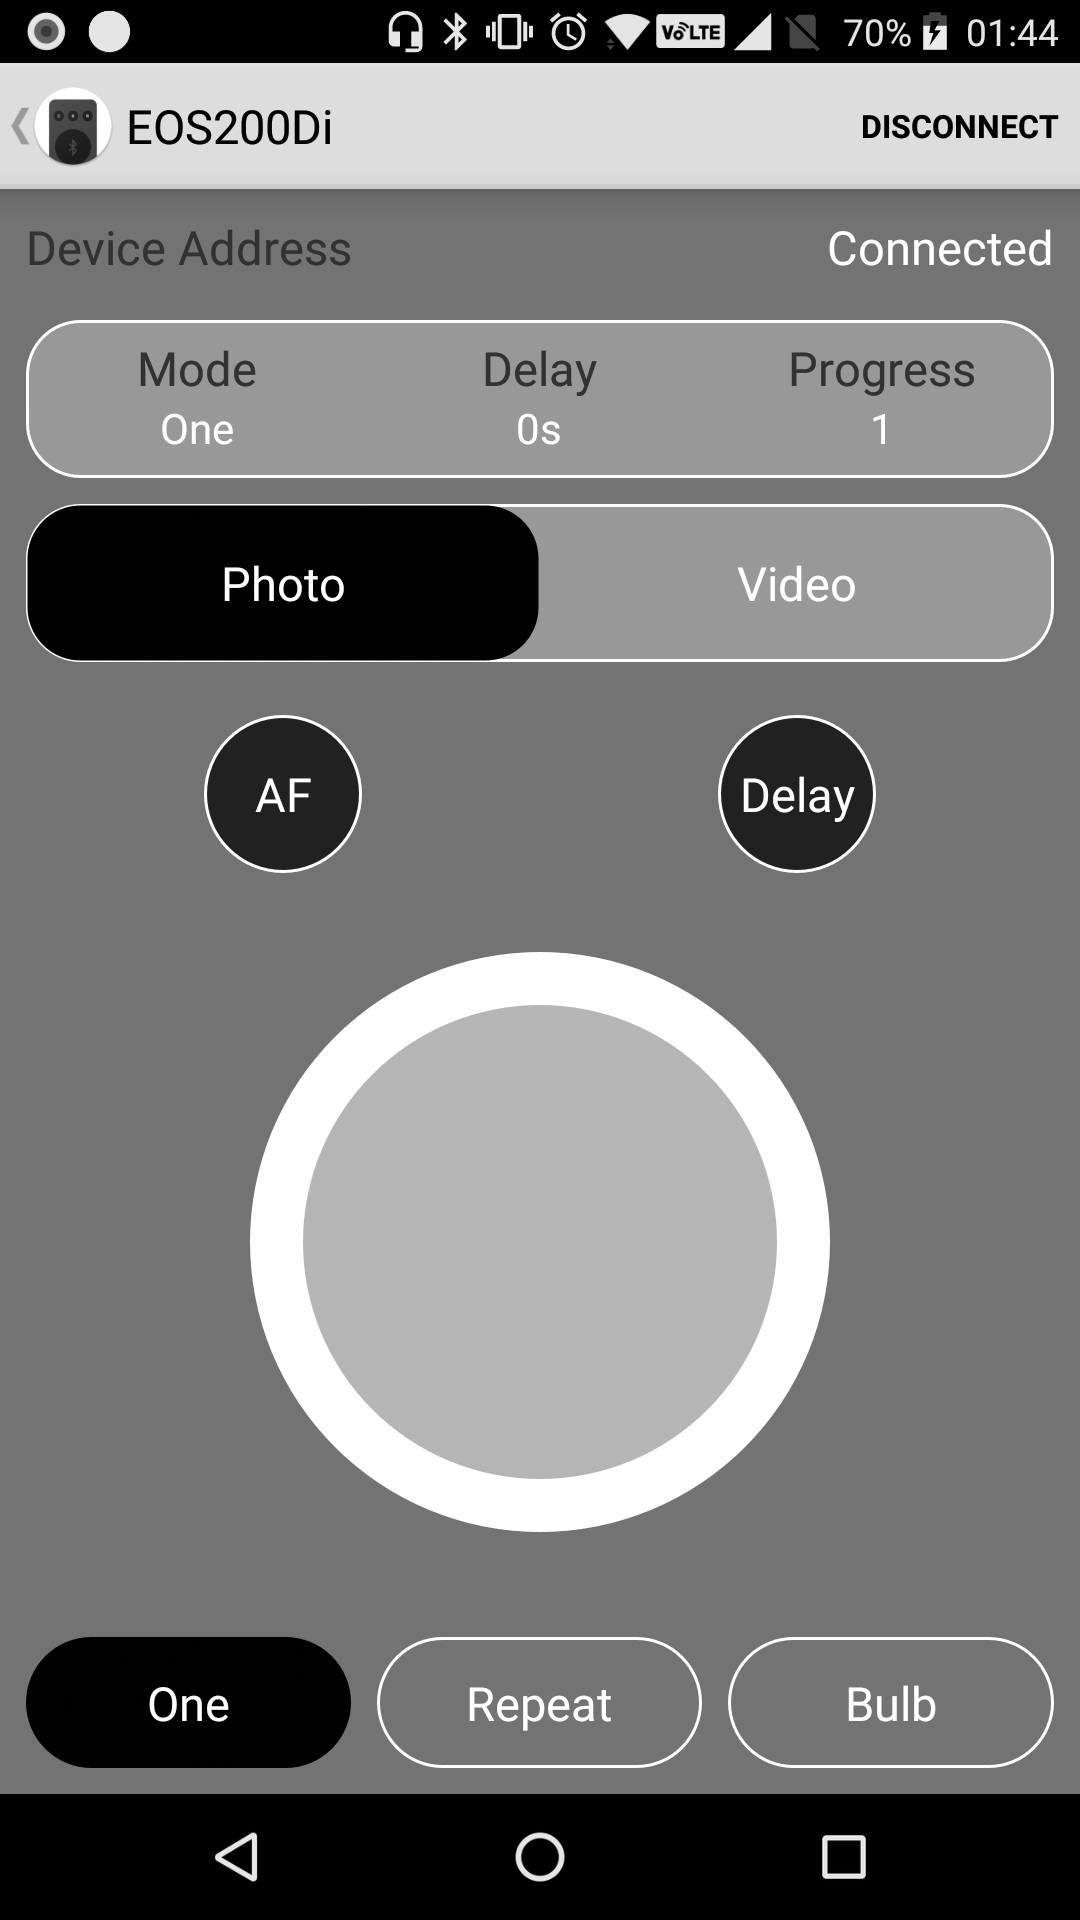 VoLTE 70% 01:44
EOS200Di DISCONNECT
Device Address Connected
Mode Delay Progress
One 0s 1
Photo Video
AF Delay
One Repeat Bulb